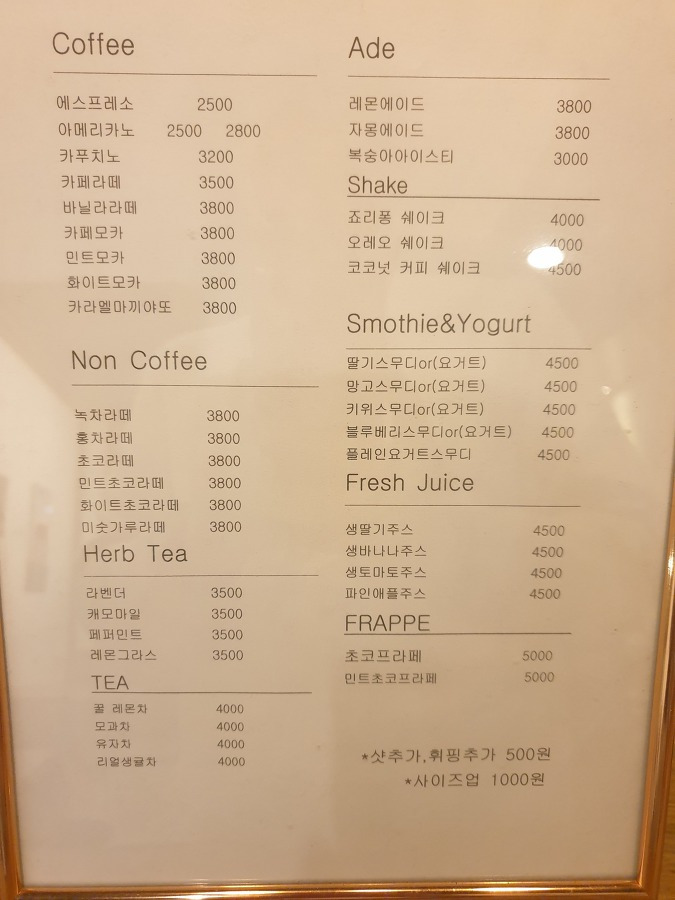 Coffee
에스프레소 2500
아메리카노 2500 2800
카푸치노 3200
카페라떼 3500
바닐라라떼 3800
카페모카 3800
민트모카 3800
화이트모카 3800
카라멜마끼야또 3800
Non Coffee
녹차라떼 3800
홍차라떼 3800
초코라떼 3800
민트초코라떼 3800
화이트초코라떼 3800
미숫가루라떼 3800
Herb Tea
라벤더 3500
캐모마일 3500
페퍼민트 3500
레몬그라스 3500
TEA
꿀 레몬차 4000
모과차 4000
유자차 4000
리얼생귤차 4000
Ade
레몬에이드 3800
자몽에이드 3800
복숭아아이스티 3000
Shake
죠리퐁 쉐이크 4000
오레오 쉐이크 4000
코코넛 커피 쉐이크 4500
Smothie&Yogurt
딸기스무디or(요거트) 4500
망고스무디or(요거트) 4500
키위스무디or(요거트) 4500
블루베리스무디or(요거트) 4500
플레인요거트스무디 4500
Fresh Juice
생딸기주스 4500
생바나나주스 4500
생토마토주스 4500
파인애플주스 4500
FRAPPE
초코프라페 5000
민트초코프라페 5000
*샷추가,휘핑추가 500원
*사이즈업 1000원